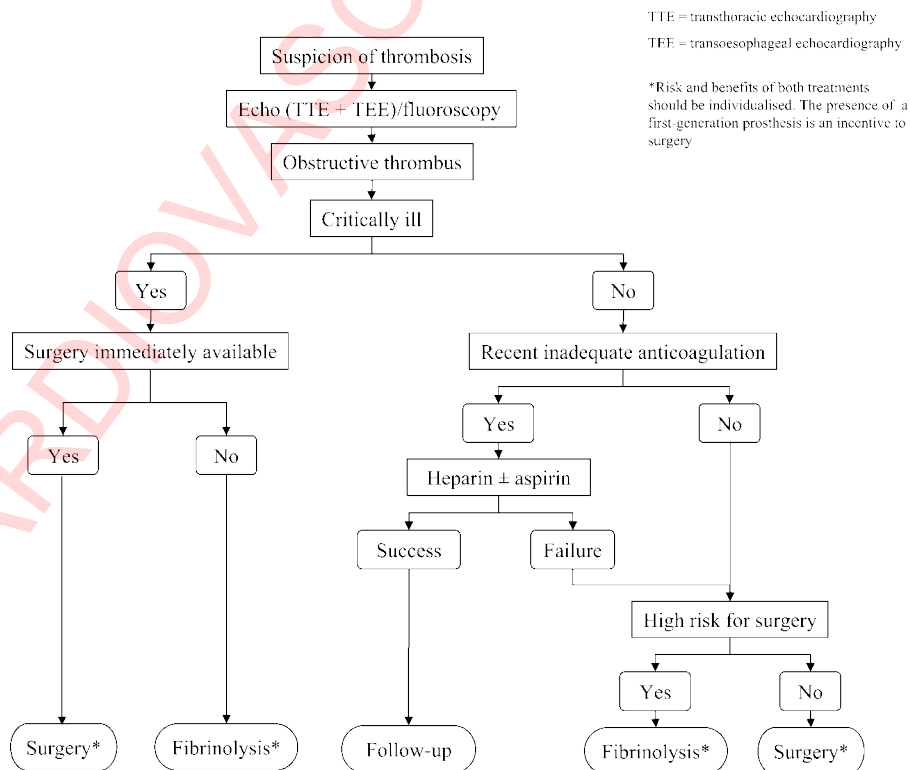 TTE = transthoracic echocardiography
TEE = transoesophageal echocardiography
*Risk and benefits of both treatments
should be individualised. The presence of a
first-generation prosthesis is an incentive to
surgery
Suspicion of thrombosis
Echo (TTE + TEE)/fluoroscopy
Obstructive thrombus
Critically ill
Yes
No
Surgery immediately available
Recent inadequate anticoagulation
Yes
No
Yes
No
Heparin ± aspirin
Success
Failure
High risk for surgery
Yes
No
Surgery*
Fibrinolysis*
Follow-up
Fibrinolysis*
Surgery*
ARDIOVASC